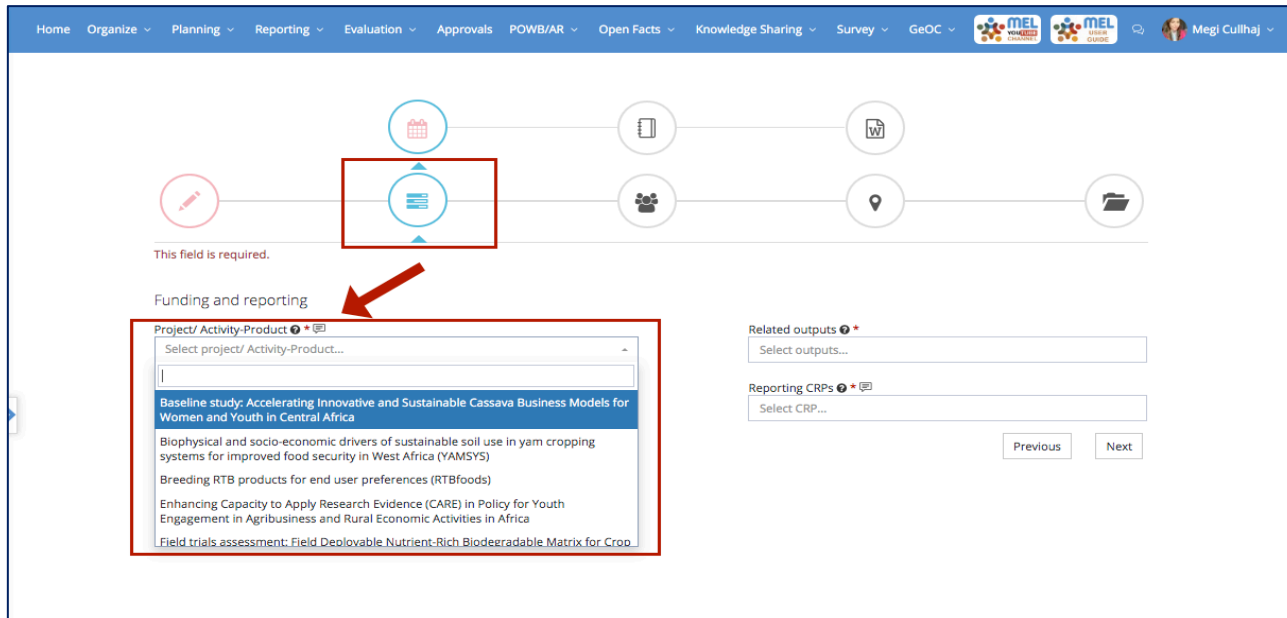 Home Organize Planning Reporting Evaluation Approvals POWB/AR Open Facts Knowledge Sharing Survey GeOC MEL YOUTUBE CHANNEL MEL USER GUIDE Megi Cullhaj
W
This field is required.
Funding and reporting
Project/ Activity-Product *
Select project/ Activity-Product...
Baseline study: Accelerating Innovative and Sustainable Cassava Business Models for
Women and Youth in Central Africa
Biophysical and socio-economic drivers of sustainable soil use in yam cropping
systems for improved food security in West Africa (YAMSYS)
Breeding RTB products for end user preferences (RTBfoods)
Enhancing Capacity to Apply Research Evidence (CARE) in Policy for Youth
Engagement in Agribusiness and Rural Economic Activities in Africa
Field trials assessment: Field Deployable Nutrient-Rich Biodegradable Matrix for Crop
Related outputs *
Select outputs...
Reporting CRPs *
Select CRP...
Previous Next